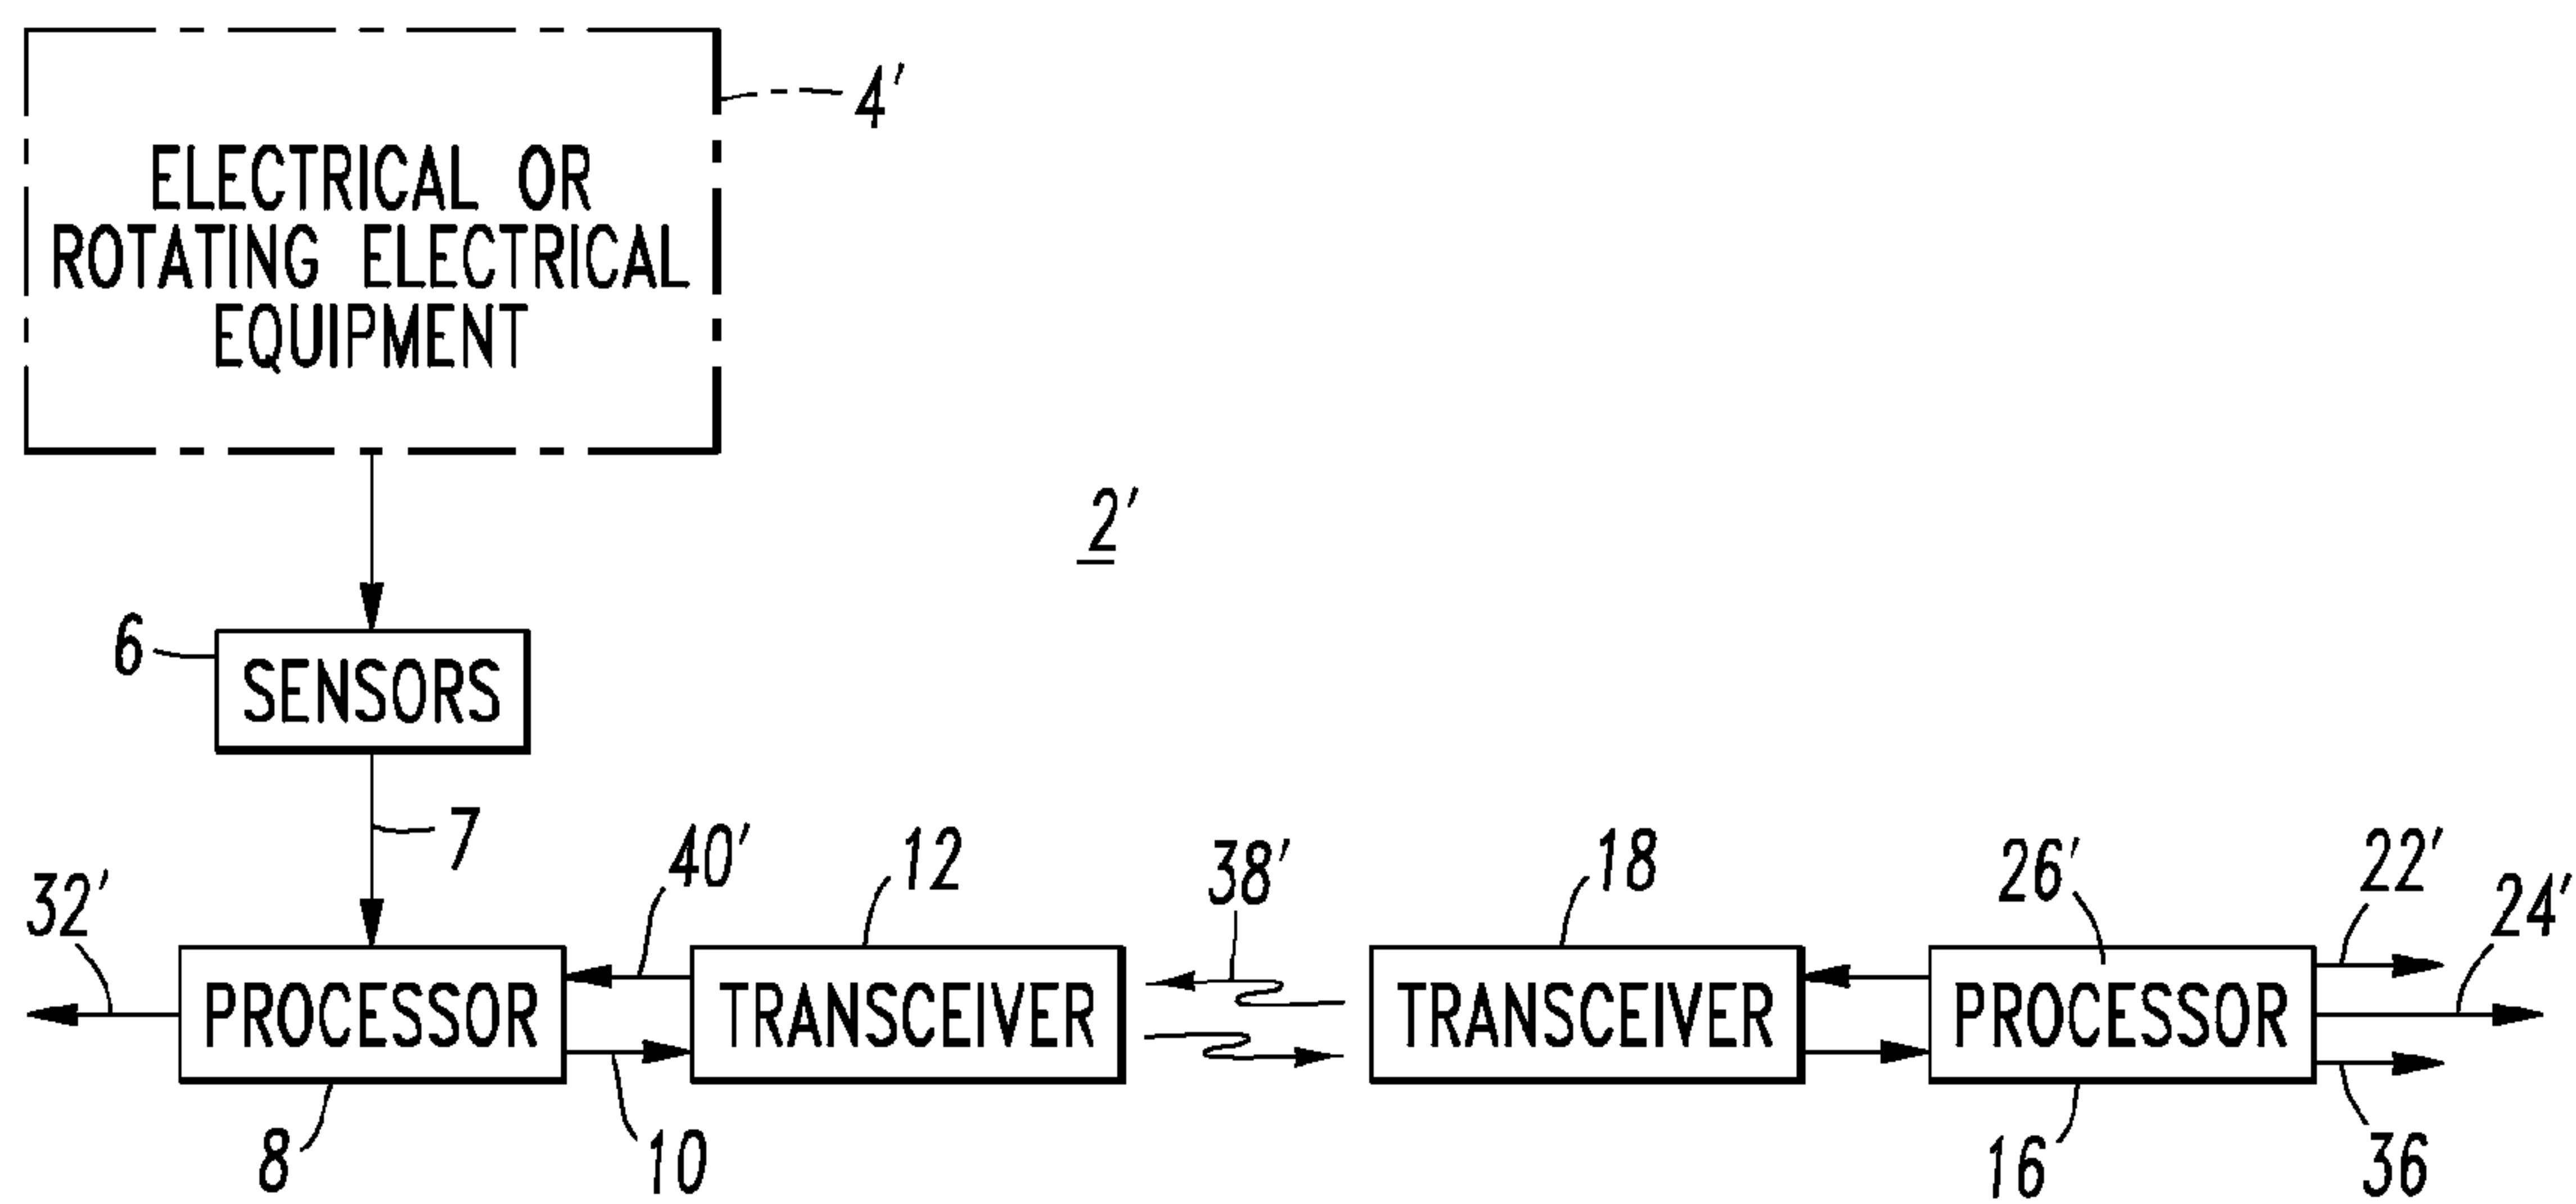 4'
ELECTRICAL OR
ROTATING ELECTRICAL
EQUIPMENT
2'
6
SENSORS
7
40'
12
38'
18
26'
22'
24'
32'
PROCESSOR
TRANSCEIVER
TRANSCEIVER
PROCESSOR
8
10
16
36